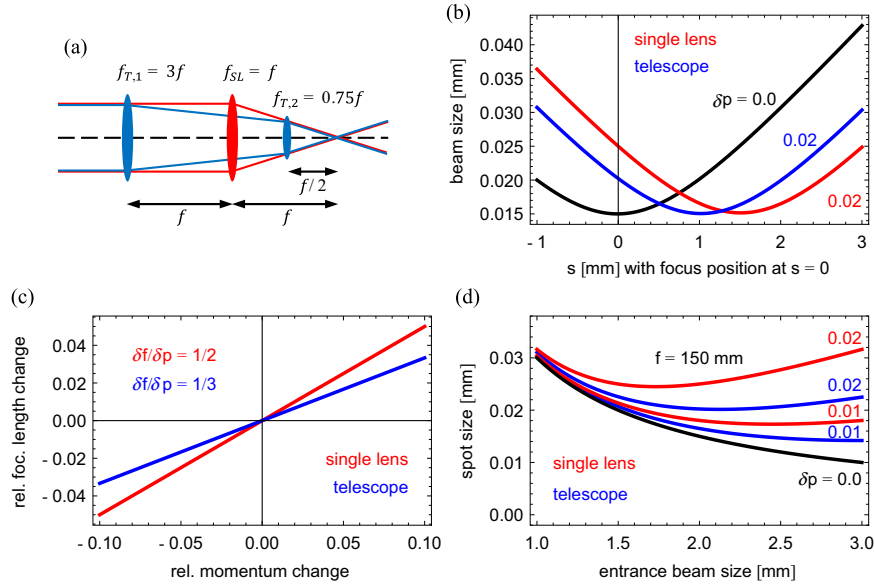 (a)
f_{T,1} = 3f
f_{SL} = f
f_{T,2} = 0.75f
f/2
f
f
(b)
beam size [mm]
0.040
0.035
0.030
0.025
0.020
0.015
single lens
telescope
δp = 0.0
0.02
0.02
- 1
0
1
2
3
s [mm] with focus position at s = 0
(c)
rel. foc. length change
0.04
0.02
0.00
- 0.02
- 0.04
δf/δp = 1/2
δf/δp = 1/3
single lens
telescope
- 0.10
- 0.05
0.00
0.05
0.10
rel. momentum change
(d)
spot size [mm]
0.03
0.02
0.01
0.00
f = 150 mm
0.02
0.02
0.01
0.01
δp = 0.0
single lens
telescope
1.0
1.5
2.0
2.5
3.0
entrance beam size [mm]